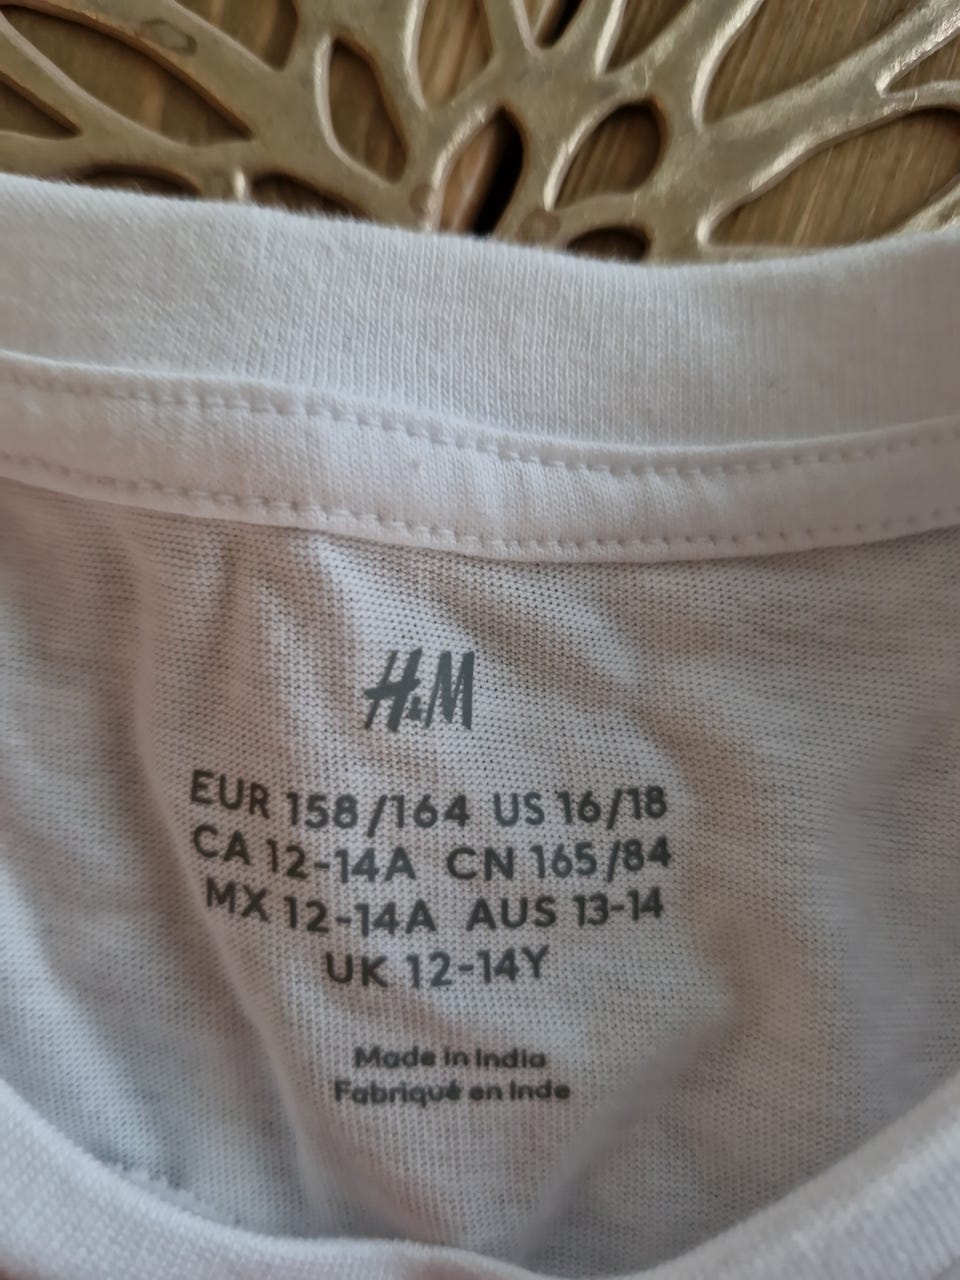 H&M
EUR 158/164 US 16/18
CA 12-14A CN 165/84
MX 12-14A AUS 13-14
UK 12-14Y
Made in India
Fabriqué en Inde